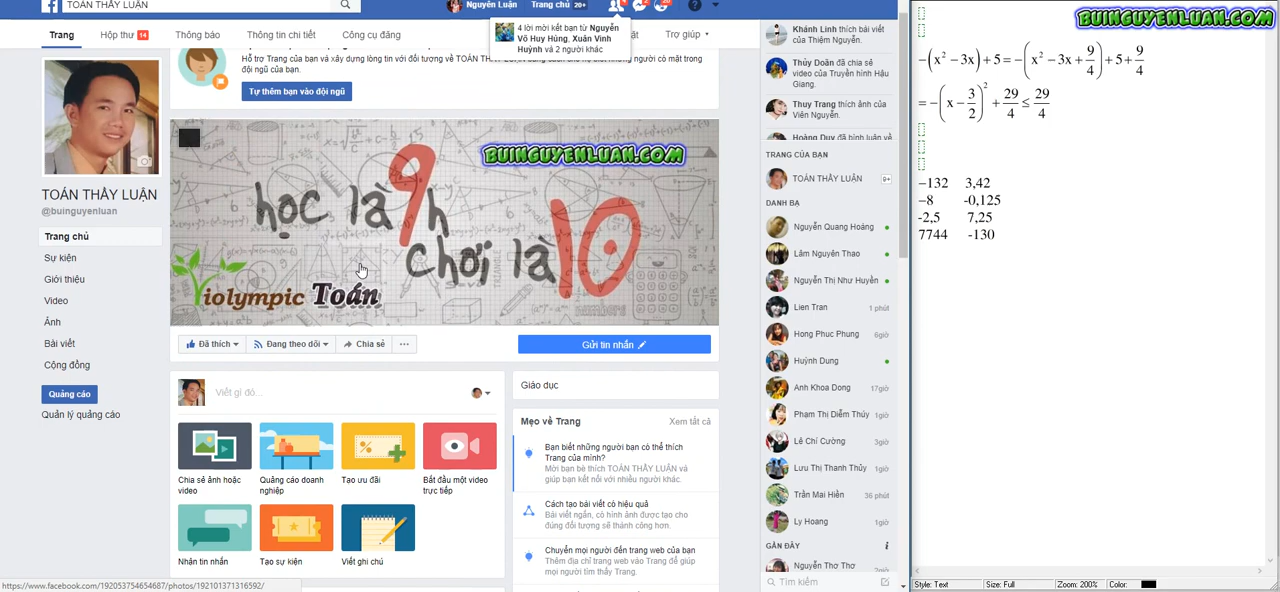 TOÁN THẦY LUẬN
Nguyên Luân
Trang chủ 20+
Trang
Hộp thư 14
Thông báo
Thông tin chi tiết
Công cụ đăng
Trợ giúp
4 lời mời kết bạn từ Nguyễn
Võ Huy Hùng, Xuân Vinh
Huỳnh và 2 người khác
Hỗ trợ Trang của bạn và xây dựng lòng tin với đối tượng về TOÁN THẦY LUẬN
đội ngũ của bạn.
Tự thêm bạn vào đội ngũ
TOÁN THẦY LUẬN
@buinguyenluan
Trang chủ
Sự kiện
Giới thiệu
Video
Ảnh
Bài viết
Cộng đồng
Quảng cáo
Quản lý quảng cáo
BUINGUYENLUAN.COM
học là 9h
chơi là 10
Violympic Toán
Đã thích
Đang theo dõi
Chia sẻ
Gửi tin nhắn
Viết gì đó...
Chia sẻ ảnh hoặc
video
Quảng cáo doanh
nghiệp
Tạo ưu đãi
Bắt đầu một video
trực tiếp
Nhận tin nhắn
Tạo sự kiện
Viết ghi chú
Giáo dục
Mẹo về Trang
Xem tất cả
Bạn biết những người bạn có thể thích
Trang của mình?
Mời bạn bè thích TOÁN THẦY LUẬN và
giúp bạn kết nối với nhiều người khác.
Cách tạo bài viết có hiệu quả
Bài viết ngắn, có hình ảnh được tạo cho
đúng đối tượng sẽ thành công hơn.
Chuyển mọi người đến trang web của bạn
Thêm địa chỉ trang web vào Trang để giúp
mọi người tìm thấy Trang.
Khánh Linh thích bài viết
của Thiệm Nguyễn.
Thủy Doãn đã chia sẻ
video của Truyền hình Hậu
Giang.
Thuy Trang thích ảnh của
Viên Nguyễn.
Hoàng Duy đã bình luận về
TRANG CỦA BẠN
TOÁN THẦY LUẬN 9+
DANH BẠ
Nguyễn Quang Hoàng
Lâm Nguyên Thao
Nguyễn Thị Như Huyền
Lien Tran 1 phút
Hong Phuc Phung 6giờ
Huỳnh Dung
Anh Khoa Dong 17giờ
Phạm Thị Diễm Thúy 1giờ
Lê Chí Cường 3giờ
Lưu Thị Thanh Thủy 1giờ
Trần Mai Hiền 36 phút
Ly Hoang 1giờ
GẦN ĐÂY
Nguyễn Thơ Thơ
Tìm kiếm
https://www.facebook.com/192053754654687/photos/192101371316592/
BUINGUYENLUAN.COM
−(x² − 3x) + 5 = −(x² − 3x + 9/4) + 5 + 9/4
= −(x − 3/2)² + 29/4 ≤ 29/4
−132 3,42
−8 -0,125
-2,5 7,25
7744 -130
Style: Text
Size: Full
Zoom: 200%
Color: